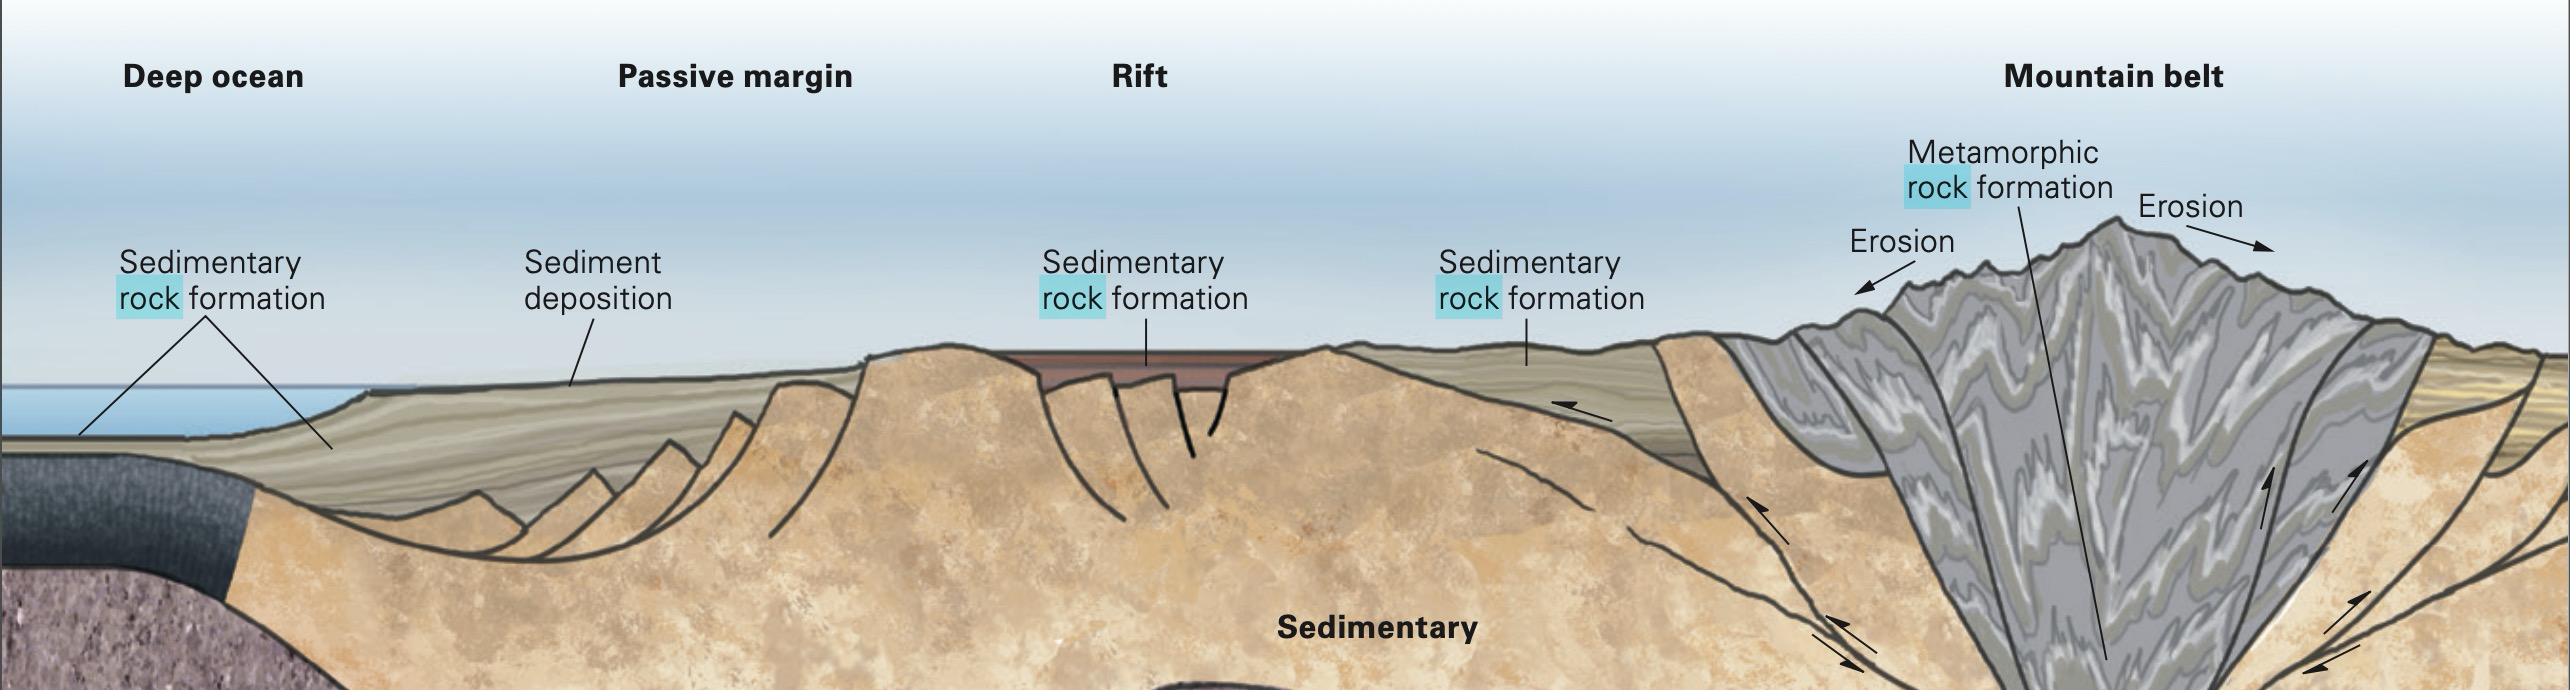 Deep ocean
Passive margin
Rift
Mountain belt
Metamorphic
rock formation
Erosion
Erosion
Sedimentary
rock formation
Sediment
deposition
Sedimentary
rock formation
Sedimentary
rock formation
Sedimentary